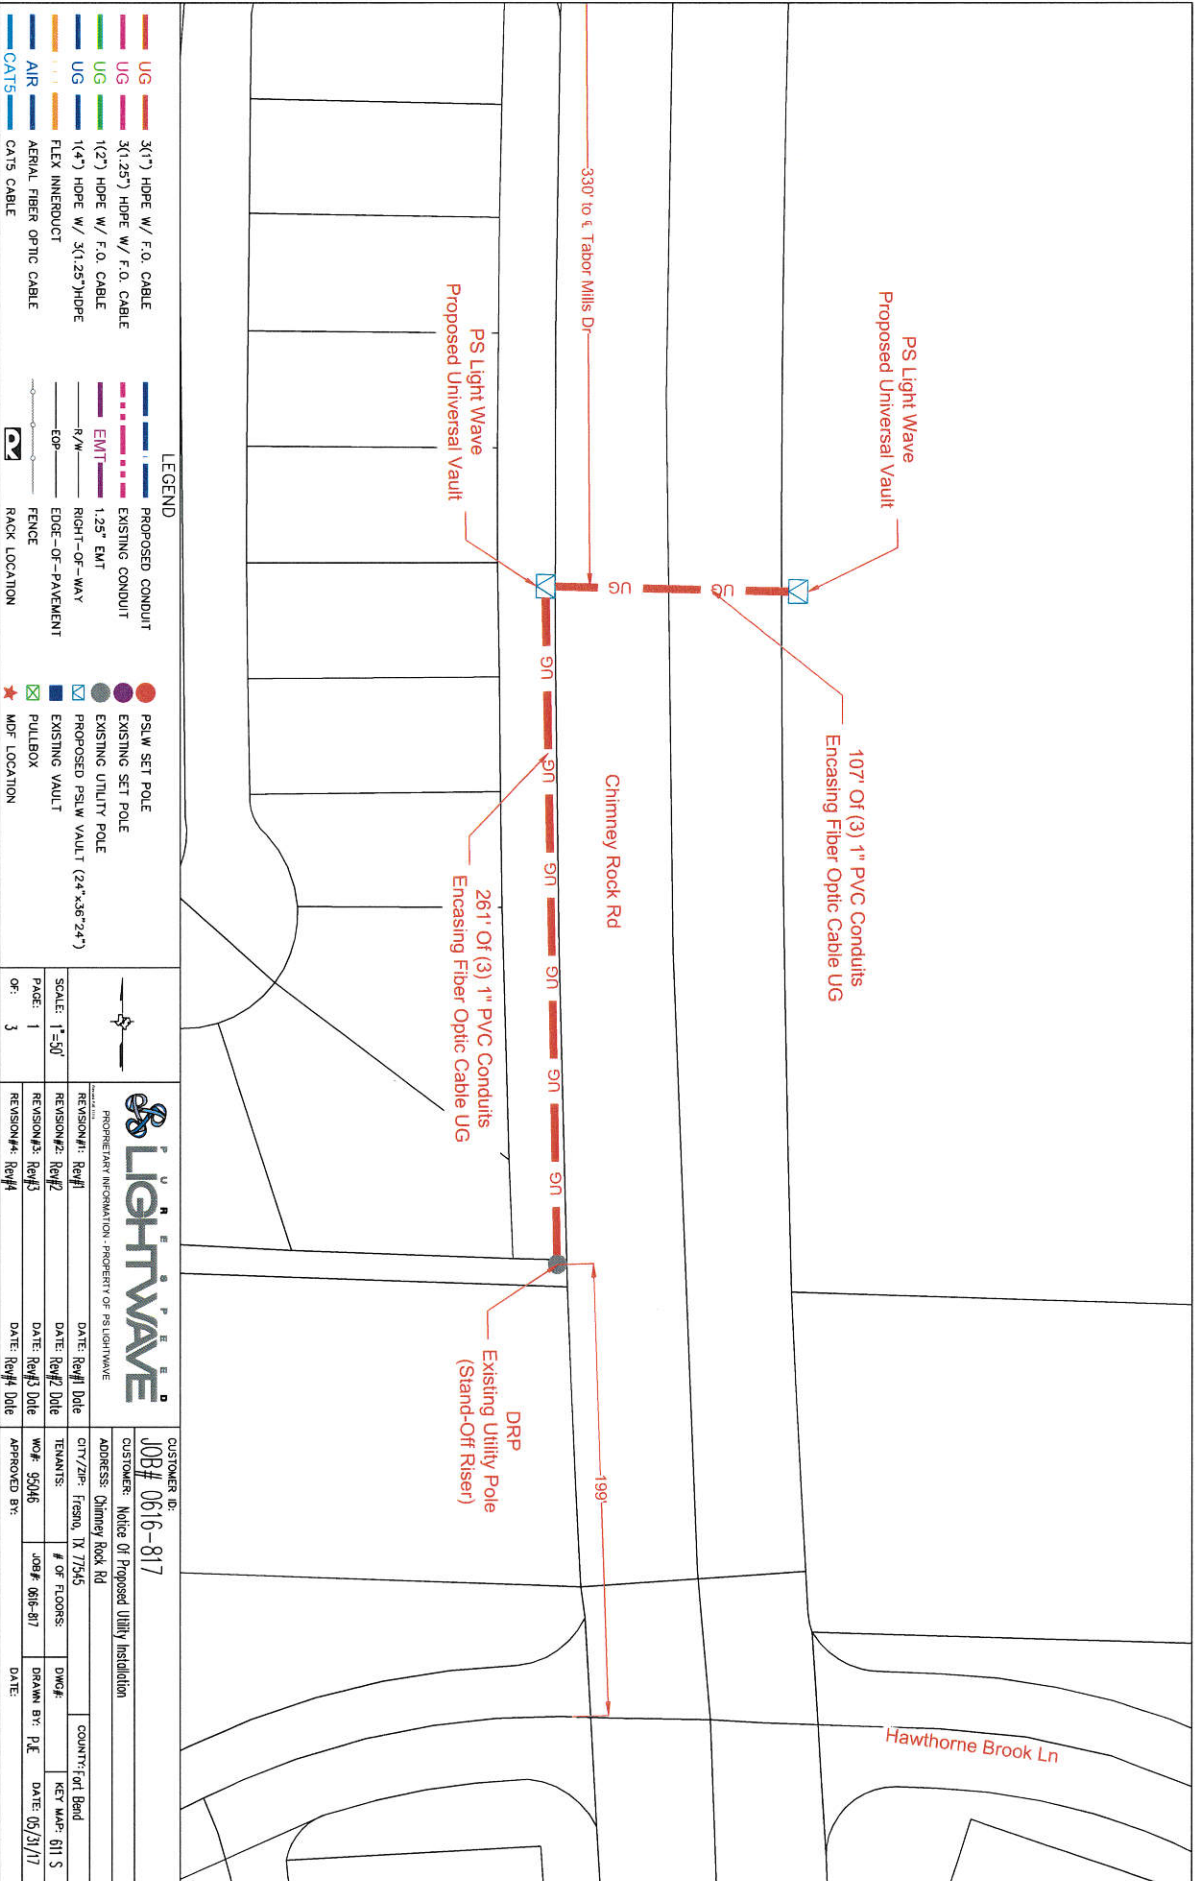 PS Light Wave
Proposed Universal Vault
107' Of (3) 1" PVC Conduits
Encasing Fiber Optic Cable UG
Hawthorne Brook Ln
330' to ℄ Tabor Mills Dr
Chimney Rock Rd
199'
UG
UG
UG
UG
UG
UG
UG
UG
PS Light Wave
Proposed Universal Vault
261' Of (3) 1" PVC Conduits
Encasing Fiber Optic Cable UG
DRP
Existing Utility Pole
(Stand-Off Riser)
LEGEND
UG 3(1") HDPE W/ F.O. CABLE
UG 3(1.25") HDPE W/ F.O. CABLE
UG 1(2") HDPE W/ F.O. CABLE
UG 1(4") HDPE W/ 3(1.25")HDPE
FLEX INNERDUCT
AIR AERIAL FIBER OPTIC CABLE
CAT5 CAT5 CABLE
PROPOSED CONDUIT
EXISTING CONDUIT
EMT 1.25" EMT
R/W RIGHT-OF-WAY
EOP EDGE-OF-PAVEMENT
FENCE
RACK LOCATION
PSLW SET POLE
EXISTING SET POLE
EXISTING UTILITY POLE
PROPOSED PSLW VAULT (24"x36"24")
EXISTING VAULT
PULLBOX
MDF LOCATION
SCALE: 1"=50'
PAGE: 1
OF: 3
PURESPEED
LIGHTWAVE
PROPRIETARY INFORMATION - PROPERTY OF PS LIGHTWAVE
REVISION#1: Rev#1 DATE: Rev#1 Date
REVISION#2: Rev#2 DATE: Rev#2 Date
REVISION#3: Rev#3 DATE: Rev#3 Date
REVISION#4: Rev#4 DATE: Rev#4 Date
CUSTOMER ID:
JOB# 0616-817
CUSTOMER: Notice Of Proposed Utility Installation
ADDRESS: Chimney Rock Rd
CITY/ZIP: Fresno, TX 77545 COUNTY: Fort Bend
TENANTS: # OF FLOORS: DWG#: KEY MAP: 611 S
WO#: 95046 JOB#: 0616-817 DRAWN BY: PJE DATE: 05/31/17
APPROVED BY: DATE: